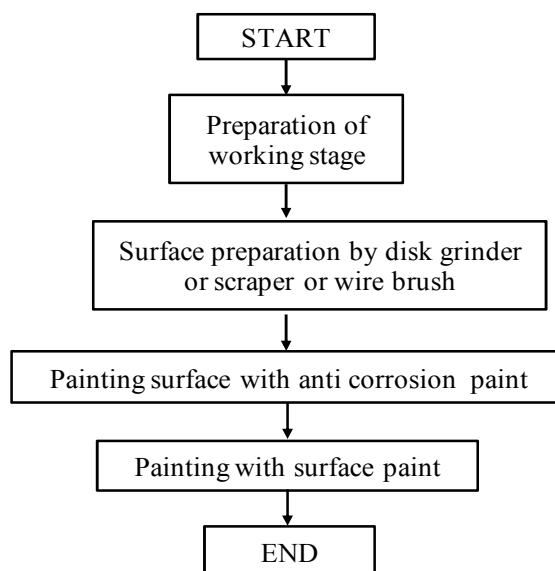 START
Preparation of
working stage
Surface preparation by disk grinder
or scraper or wire brush
Painting surface with anti corrosion paint
Painting with surface paint
END